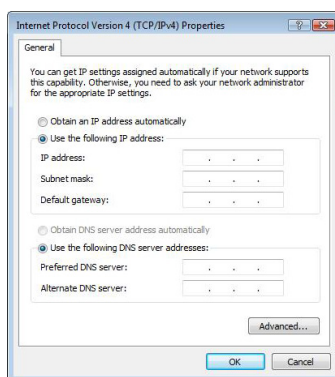 Internet Protocol Version 4 (TCP/IPv4) Properties
General
You can get IP settings assigned automatically if your network supports
this capability. Otherwise, you need to ask your network administrator
for the appropriate IP settings.
Obtain an IP address automatically
Use the following IP address:
IP address: . . .
Subnet mask: . . .
Default gateway: . . .
Obtain DNS server address automatically
Use the following DNS server addresses:
Preferred DNS server: . . .
Alternate DNS server: . . .
Advanced...
OK Cancel